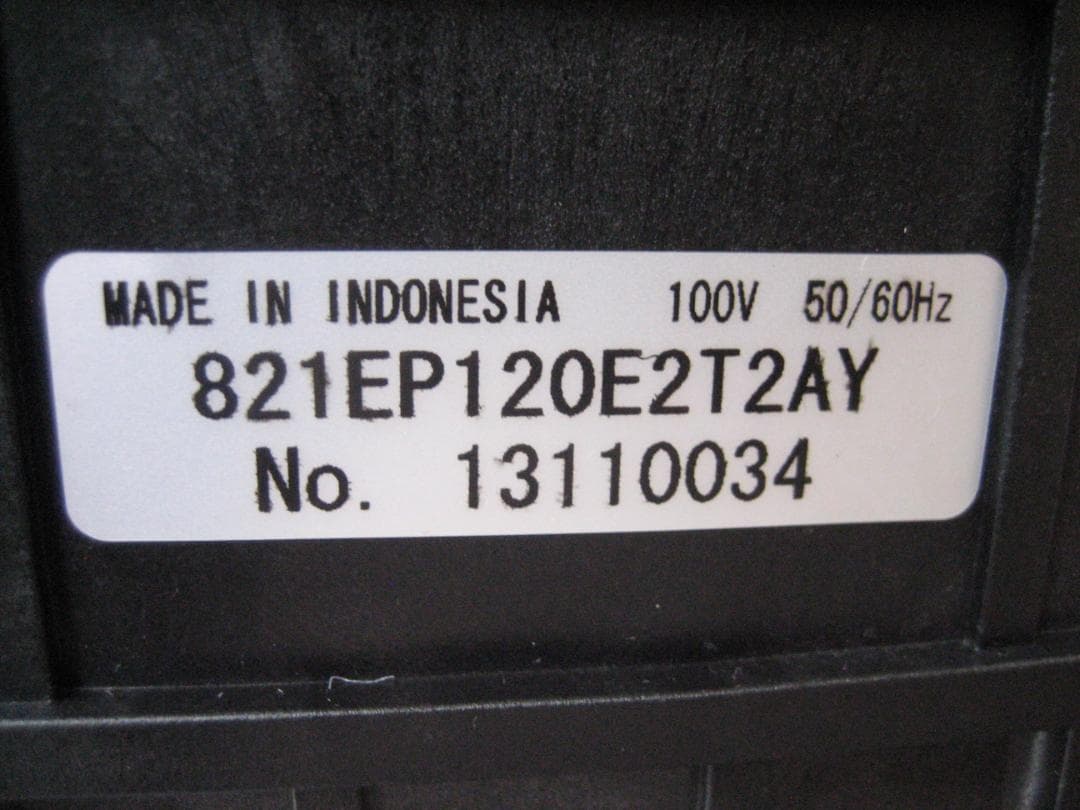 MADE IN INDONESIA 100V 50/60Hz
821EP120E2T2AY
No. 13110034